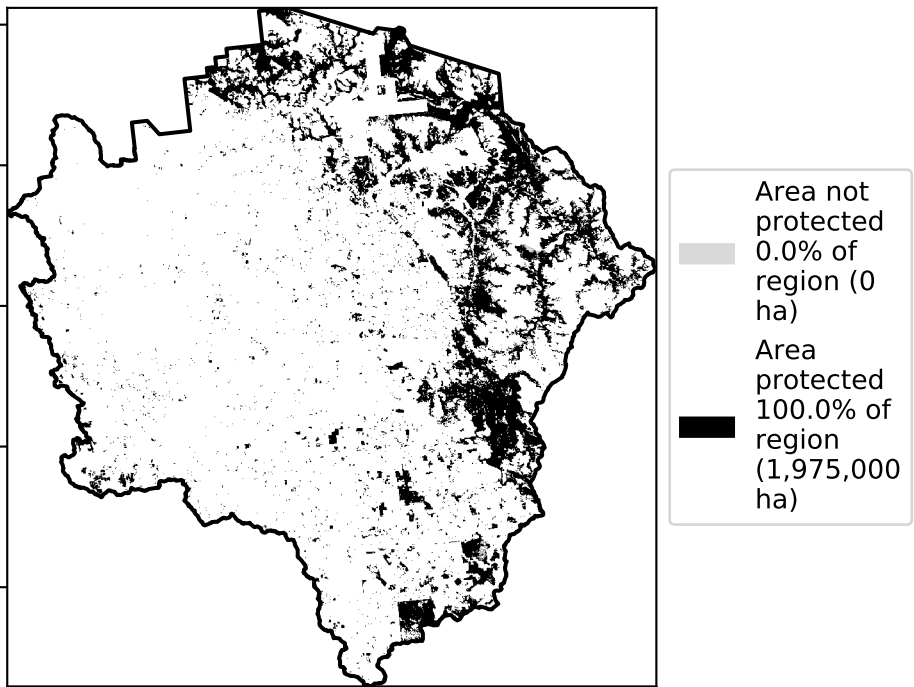 Area not
protected
0.0% of
region (0
ha)
Area
protected
100.0% of
region
(1,975,000
ha)